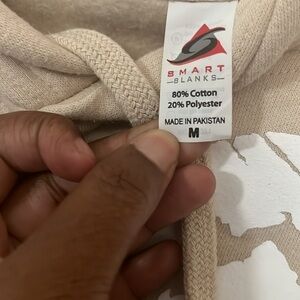 SMART
BLANKS
80% Cotton
20% Polyester
MADE IN PAKISTAN
M